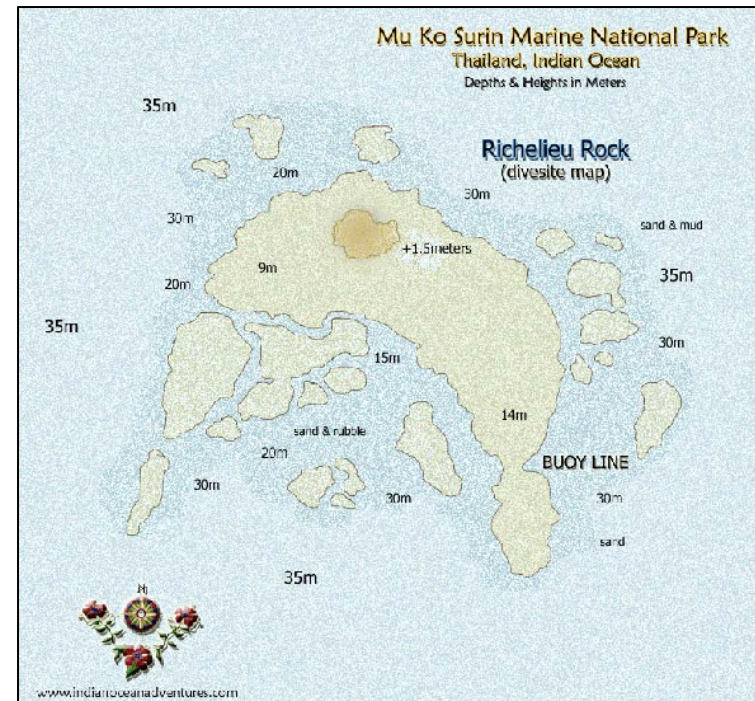 Mu Ko Surin Marine National Park
Thailand, Indian Ocean
Depths & Heights in Meters
35m
Richelieu Rock
(divesite map)
20m
30m
30m
sand & mud
+1.5meters
9m
35m
20m
35m
30m
15m
14m
sand & rubble
20m
BUOY LINE
30m
30m
30m
sand
35m
N
www.indianoceanadventures.com